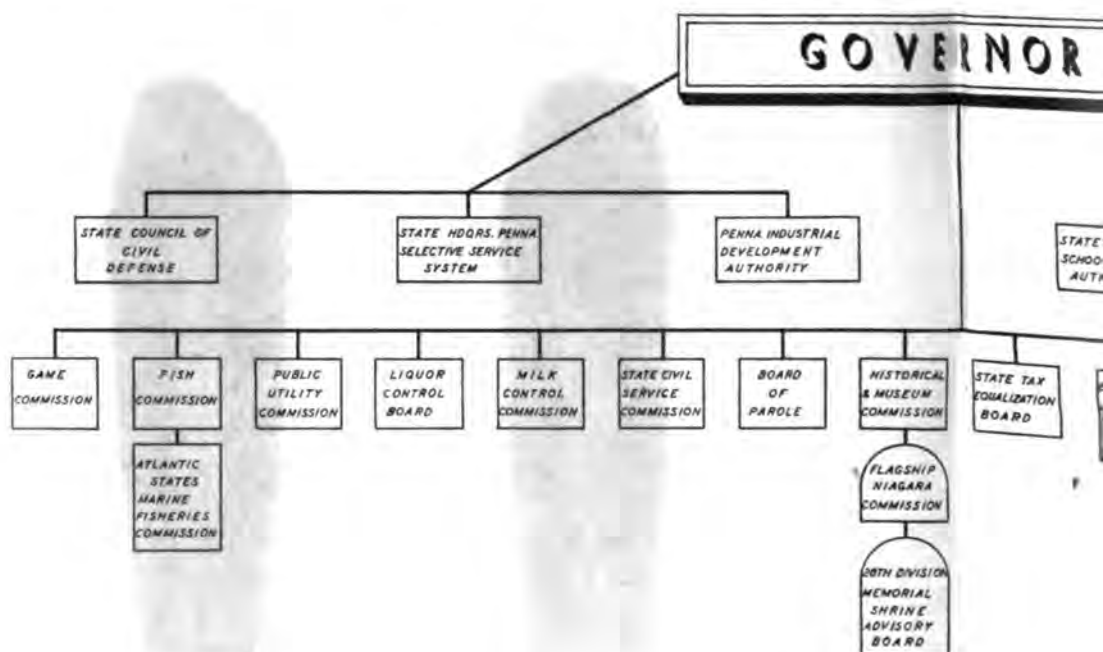 GOVERNOR
STATE COUNCIL OF
CIVIL
DEFENSE
STATE HDQRS. PENNA.
SELECTIVE SERVICE
SYSTEM
PENNA. INDUSTRIAL
DEVELOPMENT
AUTHORITY
STATE
SCHOO
AUTH
GAME
COMMISSION
FISH
COMMISSION
PUBLIC
UTILITY
COMMISSION
LIQUOR
CONTROL
BOARD
MILK
CONTROL
COMMISSION
STATE CIVIL
SERVICE
COMMISSION
BOARD
OF
PAROLE
HISTORICAL
& MUSEUM
COMMISSION
STATE TAX
EQUALIZATION
BOARD
ATLANTIC
STATES
MARINE
FISHERIES
COMMISSION
FLAGSHIP
NIAGARA
COMMISSION
28TH DIVISION
MEMORIAL
SHRINE
ADVISORY
BOARD